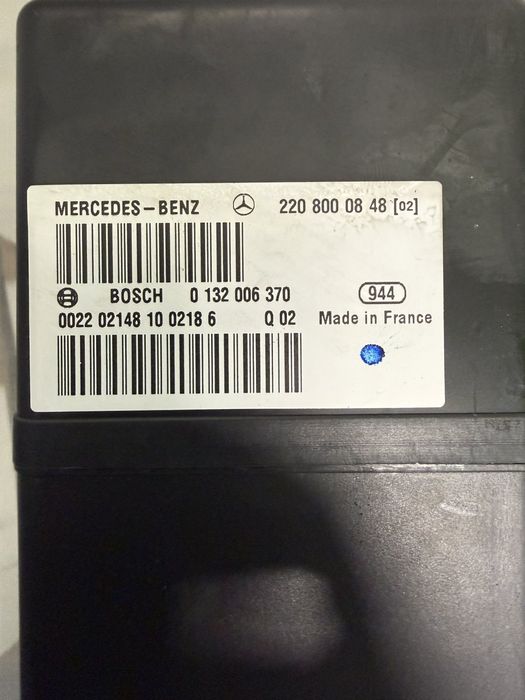 MERCEDES-BENZ 220 800 08 48 [02]
BOSCH 0 132 006 370 944
0022 02148 10 0218 6 Q 02 Made in France